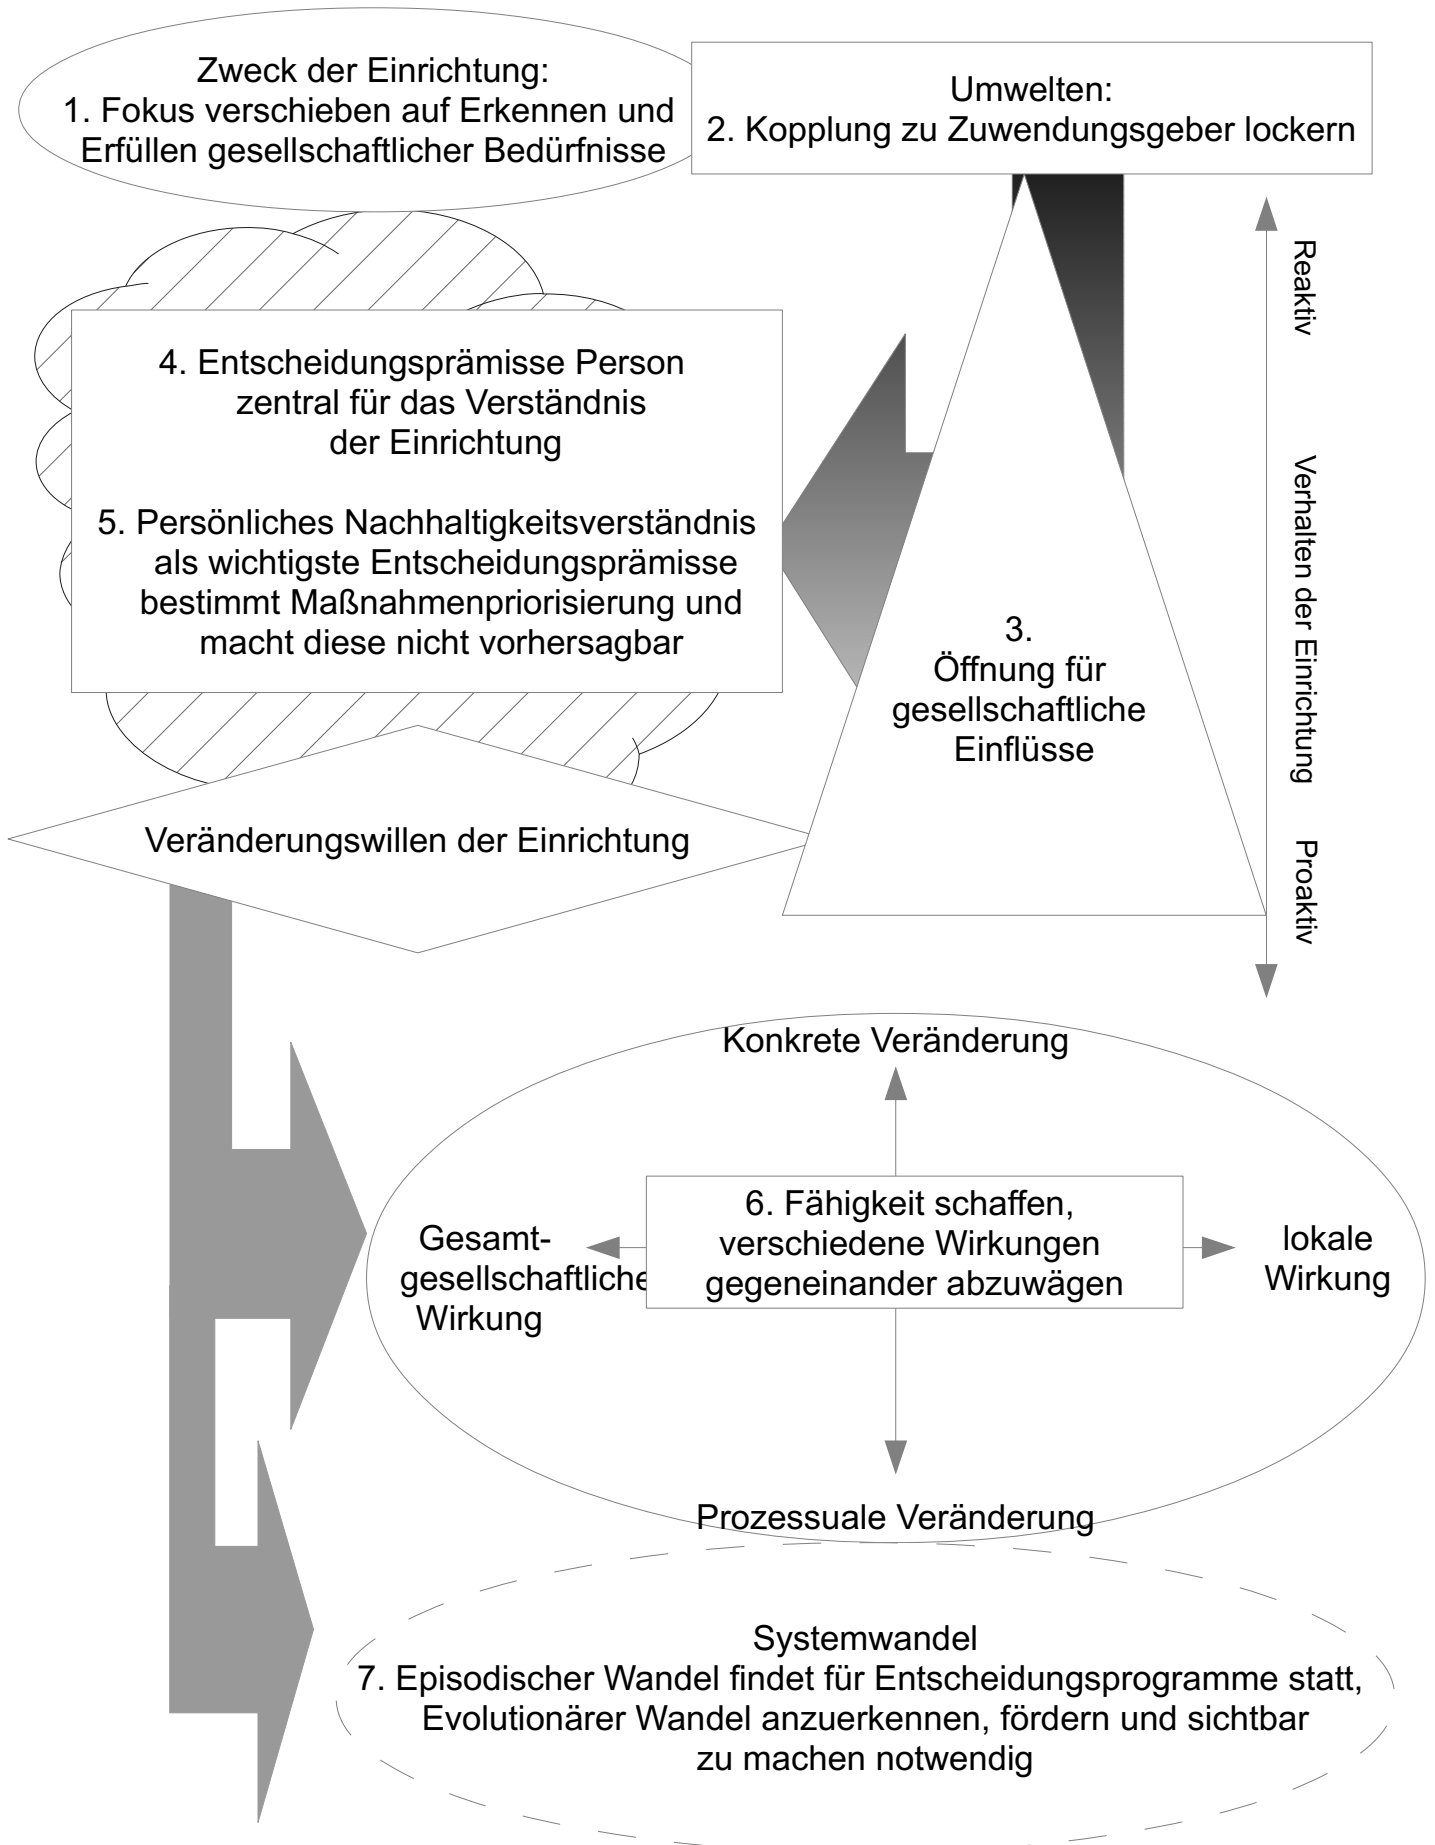 Zweck der Einrichtung:
1. Fokus verschieben auf Erkennen und
Erfüllen gesellschaftlicher Bedürfnisse
Umwelten:
2. Kopplung zu Zuwendungsgeber lockern
Reaktiv
Verhalten der Einrichtung
Proaktiv
4. Entscheidungsprämisse Person
zentral für das Verständnis
der Einrichtung
5. Persönliches Nachhaltigkeitsverständnis
als wichtigste Entscheidungsprämisse
bestimmt Maßnahmenpriorisierung und
macht diese nicht vorhersagbar
3.
Öffnung für
gesellschaftliche
Einflüsse
Veränderungswillen der Einrichtung
Konkrete Veränderung
Gesamt-
gesellschaftliche
Wirkung
6. Fähigkeit schaffen,
verschiedene Wirkungen
gegeneinander abzuwägen
lokale
Wirkung
Prozessuale Veränderung
Systemwandel
7. Episodischer Wandel findet für Entscheidungsprogramme statt,
Evolutionärer Wandel anzuerkennen, fördern und sichtbar
zu machen notwendig